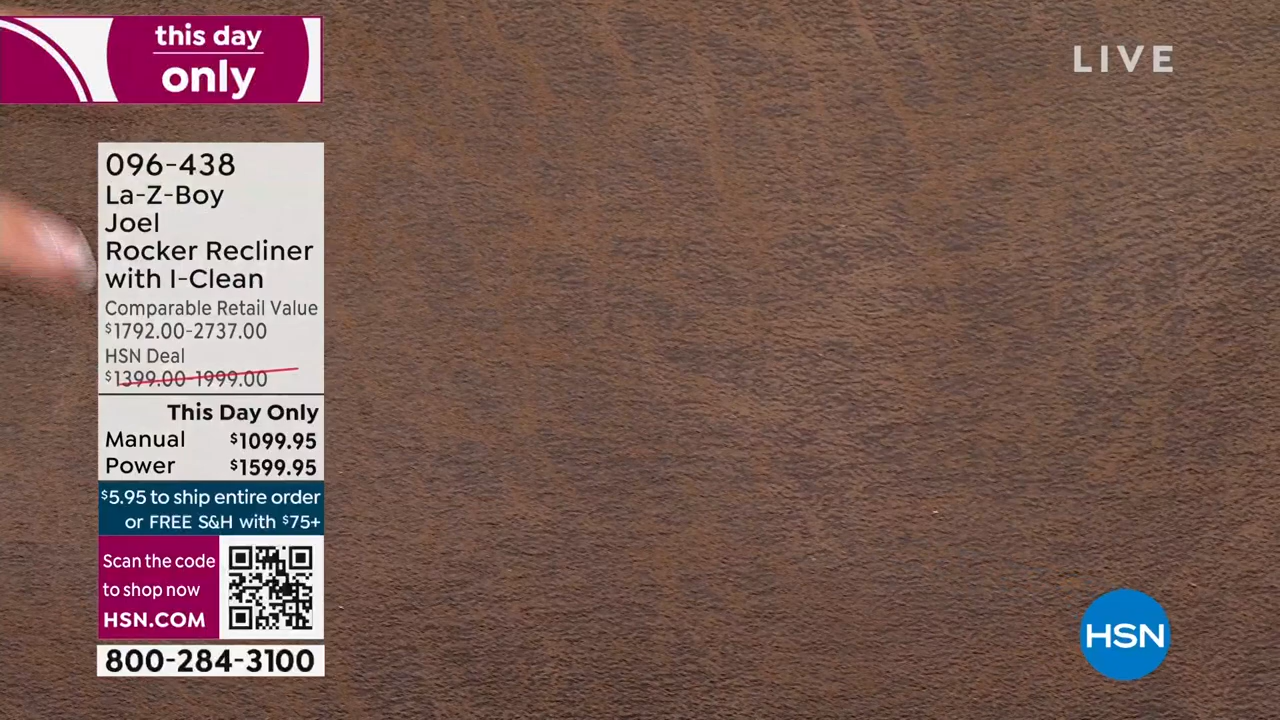 this day
only
LIVE
096-438
La-Z-Boy
Joel
Rocker Recliner
with I-Clean
Comparable Retail Value
$1792.00-2737.00
HSN Deal
$1399.00-1999.00
This Day Only
Manual $1099.95
Power $1599.95
$5.95 to ship entire order
or FREE S&H with $75+
Scan the code
to shop now
HSN.COM
800-284-3100
HSN